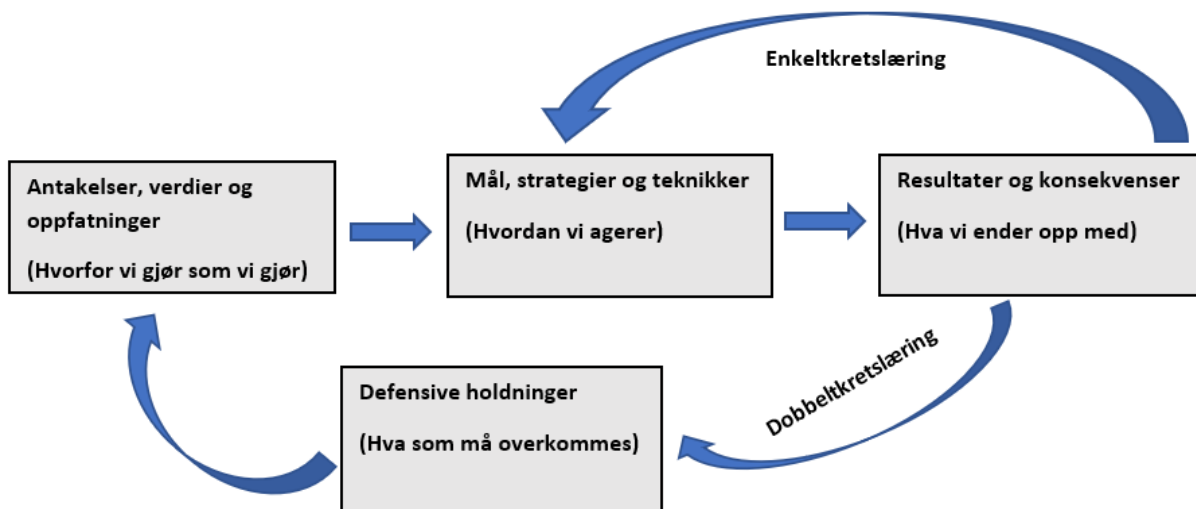 Enkeltkretslæring
Antakelser, verdier og
oppfatninger
(Hvorfor vi gjør som vi gjør)
Mål, strategier og teknikker
(Hvordan vi agerer)
Resultater og konsekvenser
(Hva vi ender opp med)
Dobbeltkretslæring
Defensive holdninger
(Hva som må overkommes)